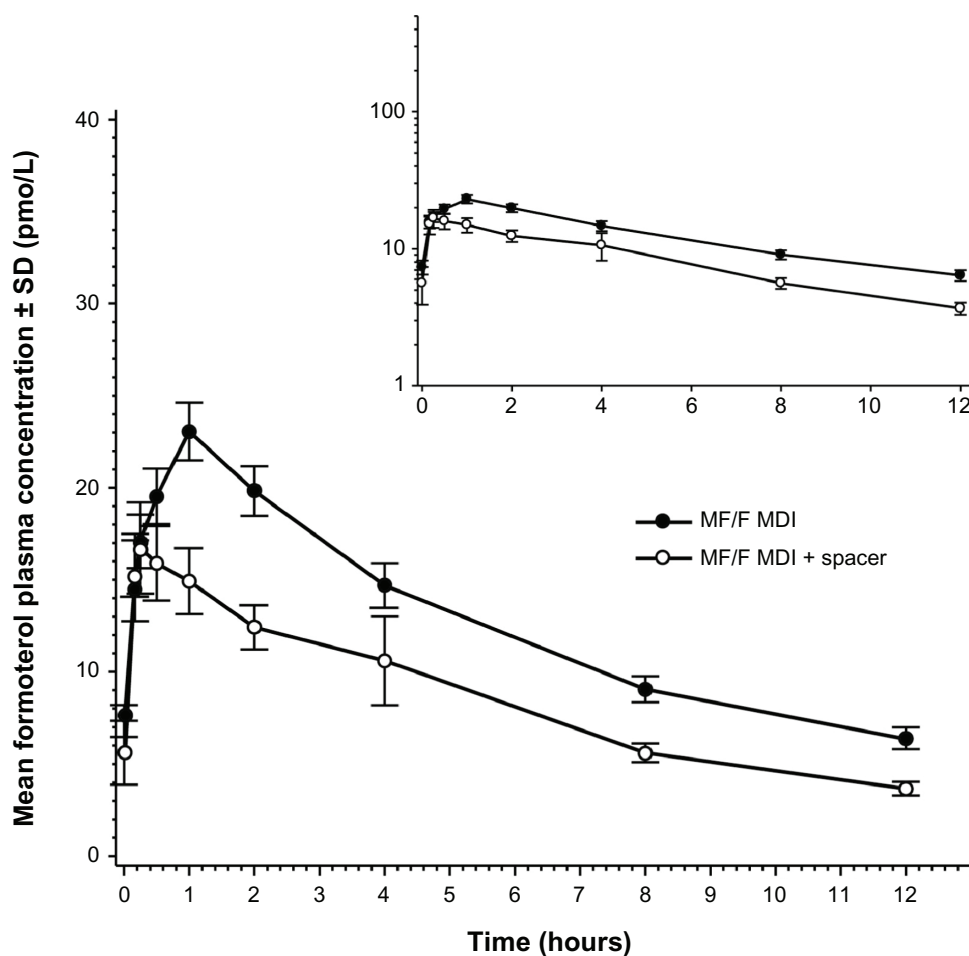 Mean formoterol plasma concentration ± SD (pmo/L)
40
30
20
10
0
100
10
1
0 2 4 6 8 10 12
MF/F MDI
MF/F MDI + spacer
0 1 2 3 4 5 6 7 8 9 10 11 12
Time (hours)